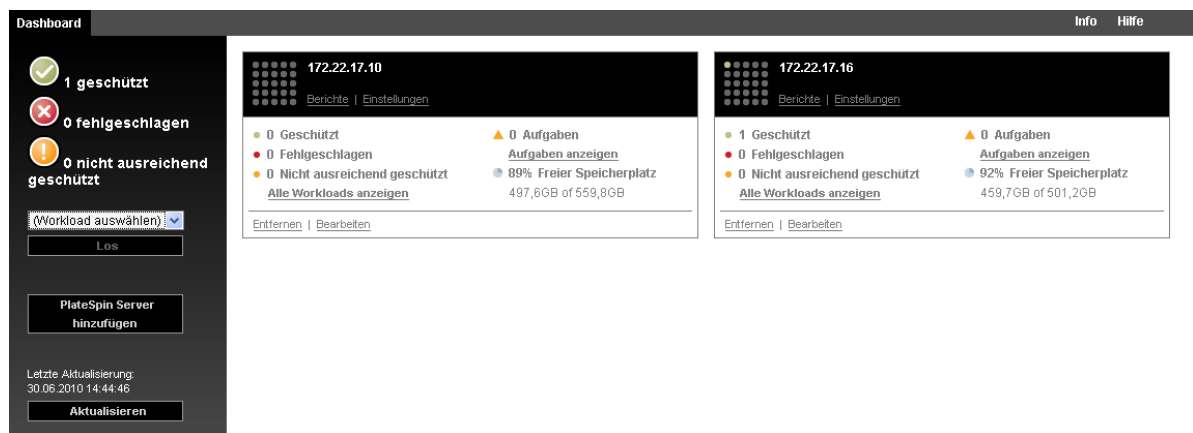 Dashboard
Info Hilfe
1 geschützt
0 fehlgeschlagen
0 nicht ausreichend
geschützt
(Workload auswählen)
Los
PlateSpin Server
hinzufügen
Letzte Aktualisierung:
30.06.2010 14:44:46
Aktualisieren
172.22.17.10
Berichte | Einstellungen
0 Geschützt
0 Fehlgeschlagen
0 Nicht ausreichend geschützt
Alle Workloads anzeigen
0 Aufgaben
Aufgaben anzeigen
89% Freier Speicherplatz
497,6GB of 559,8GB
Entfernen | Bearbeiten
172.22.17.16
Berichte | Einstellungen
1 Geschützt
0 Fehlgeschlagen
0 Nicht ausreichend geschützt
Alle Workloads anzeigen
0 Aufgaben
Aufgaben anzeigen
92% Freier Speicherplatz
459,7GB of 501,2GB
Entfernen | Bearbeiten